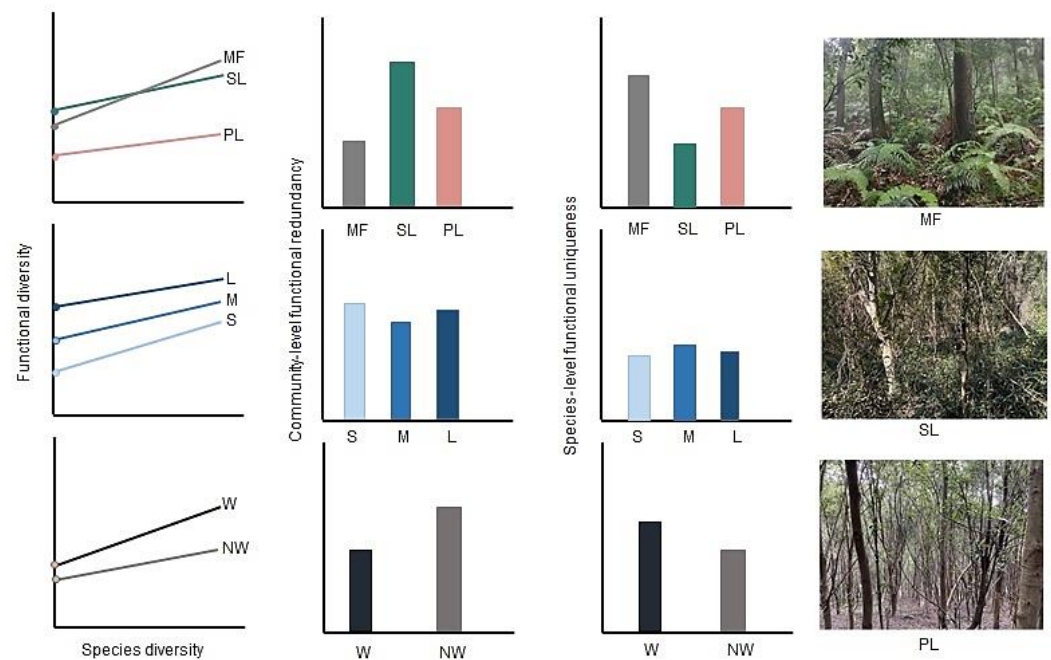 MF
SL
PL
MF SL PL
MF SL PL
MF
Functional diversity
Community-level functional redundancy
Species-level functional uniqueness
L
M
S
S M L
S M L
SL
W
NW
Species diversity
W NW
W NW
PL